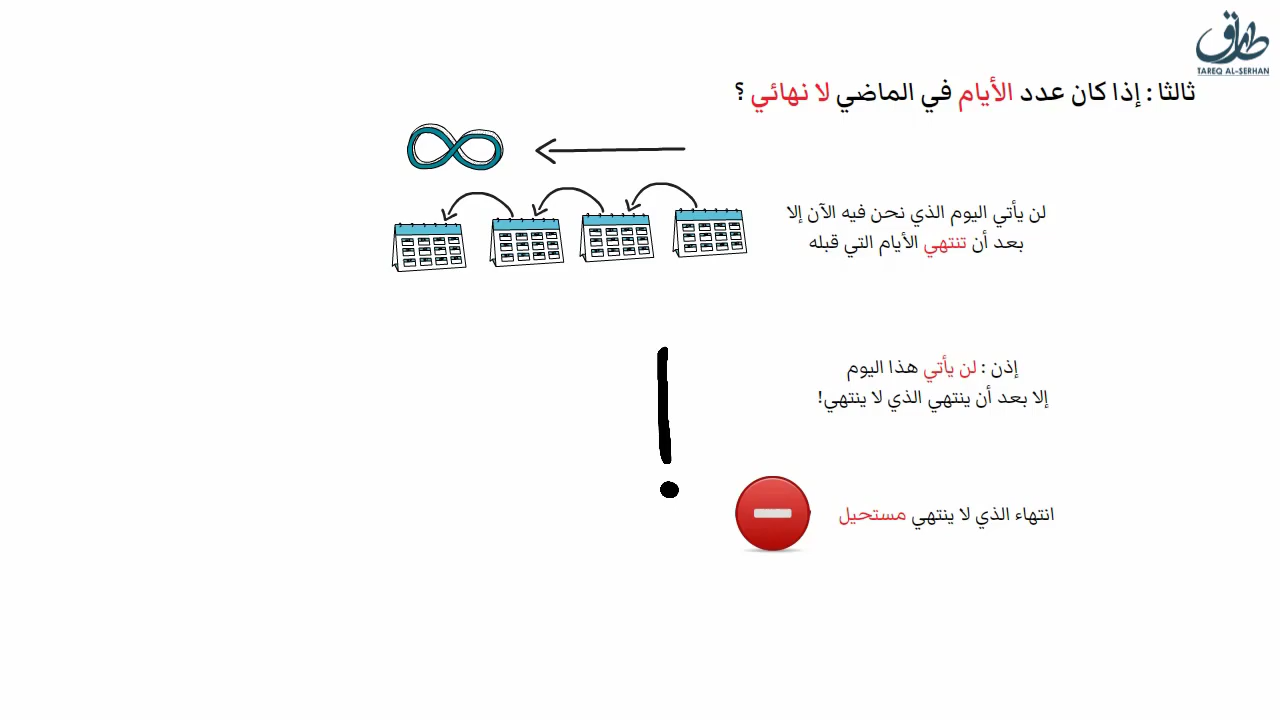 طارق
TAREQ AL-SERHAN
ثالثا : إذا كان عدد الأيام في الماضي لا نهائي ؟
لن يأتي اليوم الذي نحن فيه الآن إلا
بعد أن تنتهي الأيام التي قبله
إذن : لن يأتي هذا اليوم
إلا بعد أن ينتهي الذي لا ينتهي!
انتهاء الذي لا ينتهي مستحيل